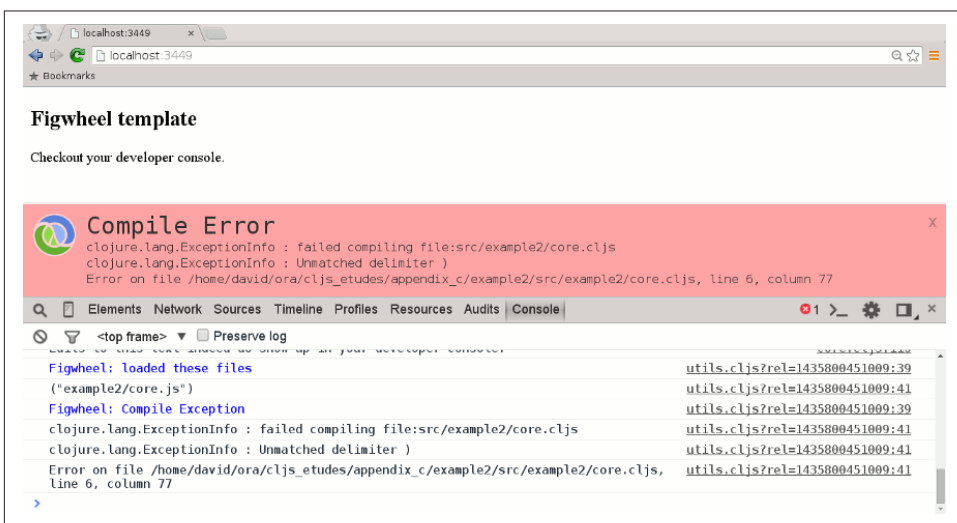 localhost:3449 ×
localhost:3449
★ Bookmarks
Figwheel template
Checkout your developer console.
Compile Error x
clojure.lang.ExceptionInfo : failed compiling file:src/example2/core.cljs
clojure.lang.ExceptionInfo : Unmatched delimiter )
Error on file /home/david/ora/cljs_etudes/appendix_c/example2/src/example2/core.cljs, line 6, column 77
Elements Network Sources Timeline Profiles Resources Audits Console 1 ×
<top frame> ▼ Preserve log
Figwheel: loaded these files utils.cljs?rel=1435800451009:39
("example2/core.js") utils.cljs?rel=1435800451009:41
Figwheel: Compile Exception utils.cljs?rel=1435800451009:39
clojure.lang.ExceptionInfo : failed compiling file:src/example2/core.cljs utils.cljs?rel=1435800451009:41
clojure.lang.ExceptionInfo : Unmatched delimiter ) utils.cljs?rel=1435800451009:41
Error on file /home/david/ora/cljs_etudes/appendix_c/example2/src/example2/core.cljs, utils.cljs?rel=1435800451009:41
line 6, column 77
>